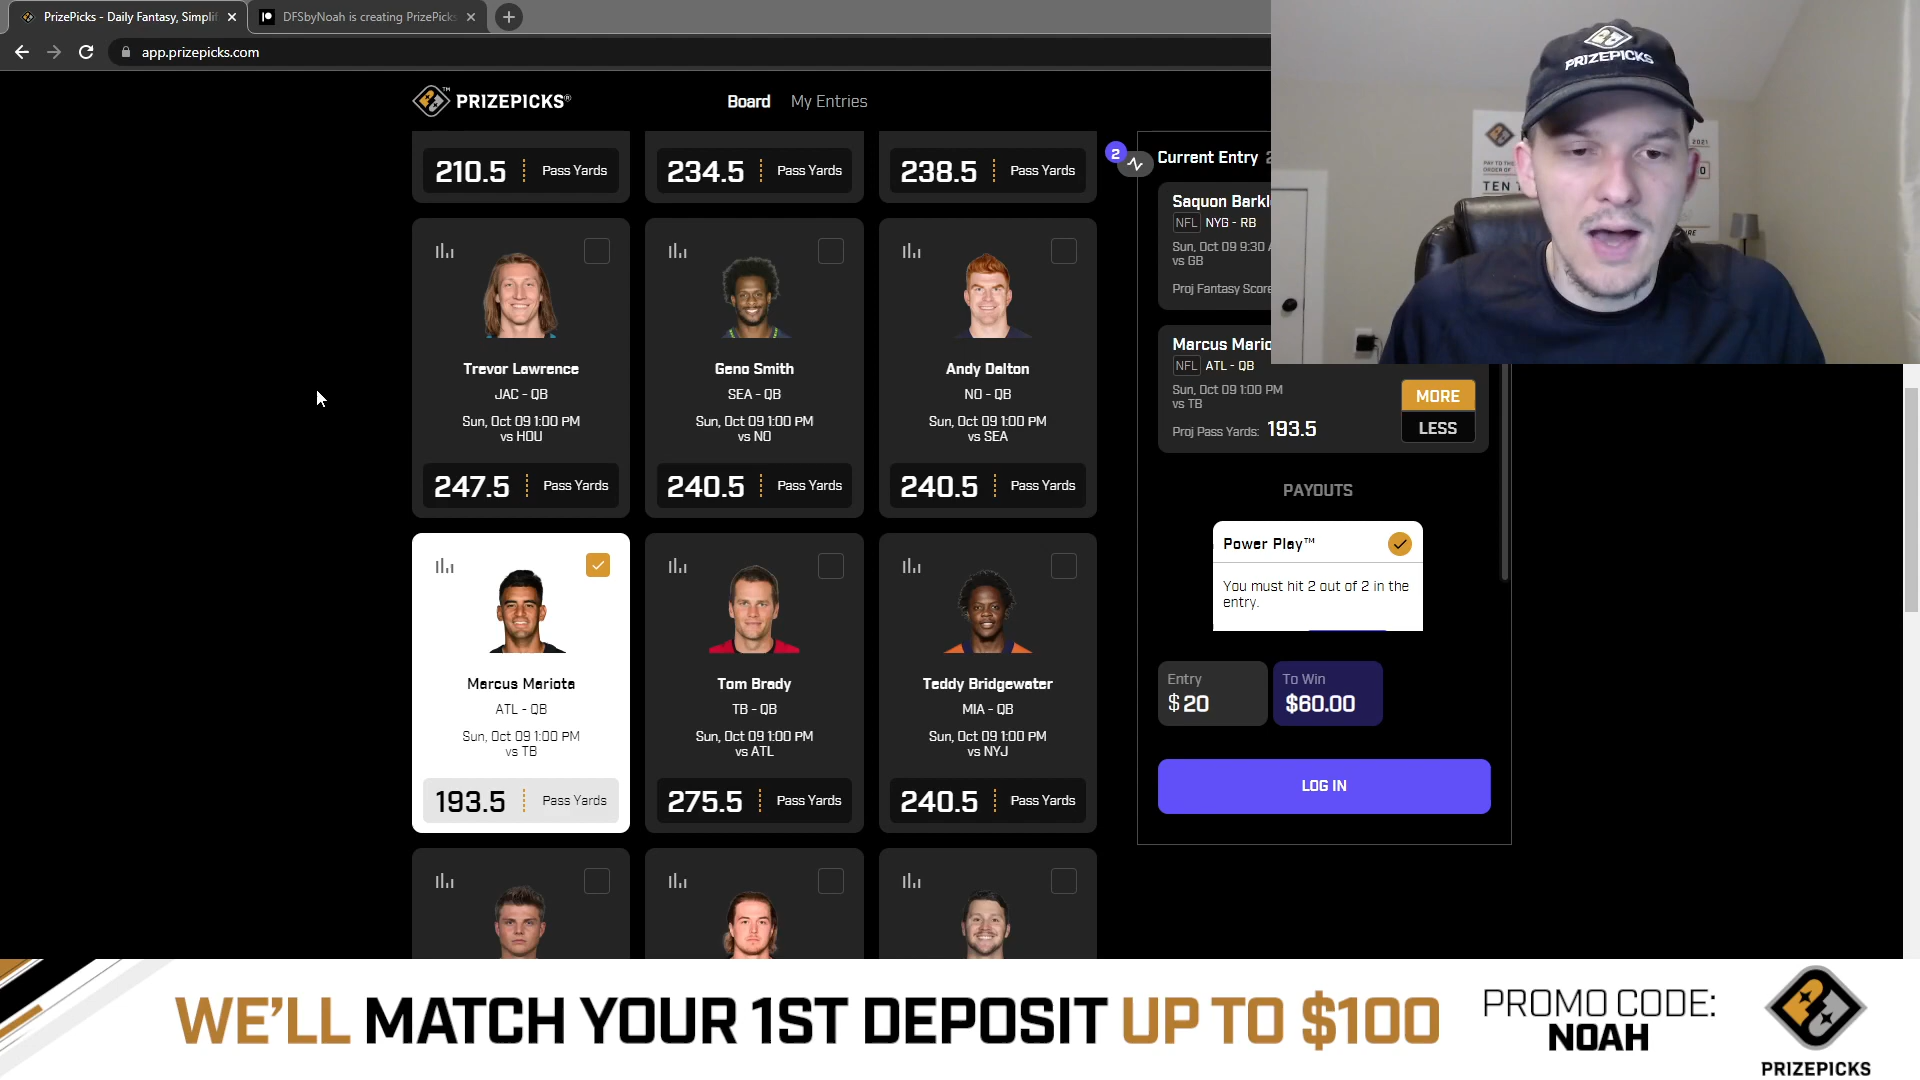 PrizePicks - Daily Fantasy, Simplifi
DFSbyNoah is creating PrizePicks
app.prizepicks.com
PRIZEPICKS®
Board
My Entries
210.5 Pass Yards
234.5 Pass Yards
238.5 Pass Yards
Trevor Lawrence
JAC - QB
Sun, Oct 09 1:00 PM
vs HOU
247.5 Pass Yards
Geno Smith
SEA - QB
Sun, Oct 09 1:00 PM
vs NO
240.5 Pass Yards
Andy Dalton
NO - QB
Sun, Oct 09 1:00 PM
vs SEA
240.5 Pass Yards
Marcus Mariota
ATL - QB
Sun, Oct 09 1:00 PM
vs TB
193.5 Pass Yards
Tom Brady
TB - QB
Sun, Oct 09 1:00 PM
vs ATL
275.5 Pass Yards
Teddy Bridgewater
MIA - QB
Sun, Oct 09 1:00 PM
vs NYJ
240.5 Pass Yards
2
Current Entry
Saquon Barkl
NFL NYG - RB
Sun, Oct 09 9:30 A
vs GB
Proj Fantasy Score
Marcus Mario
NFL ATL - QB
Sun, Oct 09 1:00 PM
vs TB
Proj Pass Yards: 193.5
MORE
LESS
PAYOUTS
Power Play™
You must hit 2 out of 2 in the
entry.
Entry
$ 20
To Win
$60.00
LOG IN
PRIZEPICKS
2021
PAY TO THE
ORDER OF
TEN T
WE'LL MATCH YOUR 1ST DEPOSIT UP TO $100
PROMO CODE:
NOAH
PRIZEPICKS